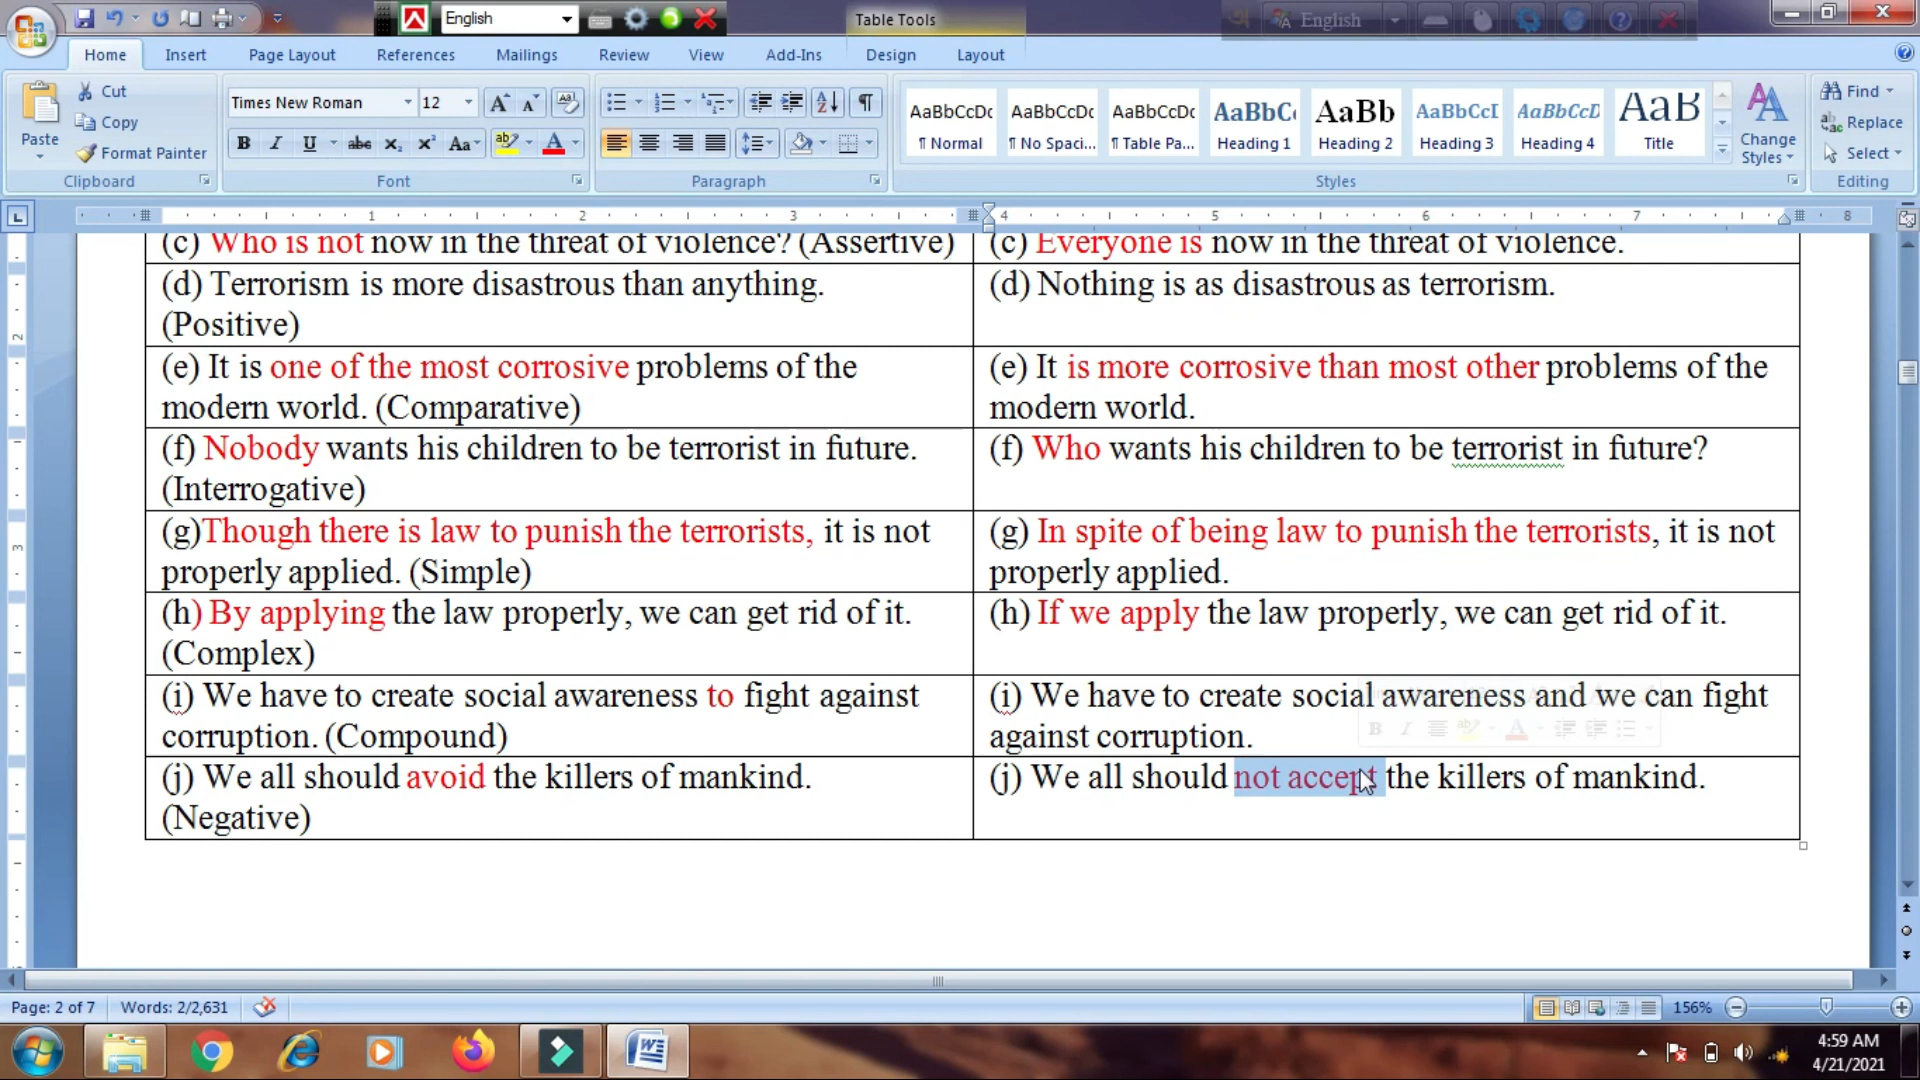 English
Table Tools
English
Home
Insert
Page Layout
References
Mailings
Review
View
Add-Ins
Design
Layout
Paste
Cut
Copy
Format Painter
Clipboard
Times New Roman
12
Font
Paragraph
AaBbCcDc
¶ Normal
AaBbCcDc
¶ No Spaci...
AaBbCcDc
¶ Table Pa...
AaBbC
Heading 1
AaBb
Heading 2
AaBbCcI
Heading 3
AaBbCcD
Heading 4
AaB
Title
Change
Styles
Styles
Find
Replace
Select
Editing
1 2 3 4 5 6 7 8
(c) Who is not now in the threat of violence? (Assertive)
(c) Everyone is now in the threat of violence.
(d) Terrorism is more disastrous than anything.
(Positive)
(d) Nothing is as disastrous as terrorism.
(e) It is one of the most corrosive problems of the
modern world. (Comparative)
(e) It is more corrosive than most other problems of the
modern world.
(f) Nobody wants his children to be terrorist in future.
(Interrogative)
(f) Who wants his children to be terrorist in future?
(g)Though there is law to punish the terrorists, it is not
properly applied. (Simple)
(g) In spite of being law to punish the terrorists, it is not
properly applied.
(h) By applying the law properly, we can get rid of it.
(Complex)
(h) If we apply the law properly, we can get rid of it.
(i) We have to create social awareness to fight against
corruption. (Compound)
(i) We have to create social awareness and we can fight
against corruption.
(j) We all should avoid the killers of mankind.
(Negative)
(j) We all should not accept the killers of mankind.
Page: 2 of 7
Words: 2/2,631
156%
4:59 AM
4/21/2021